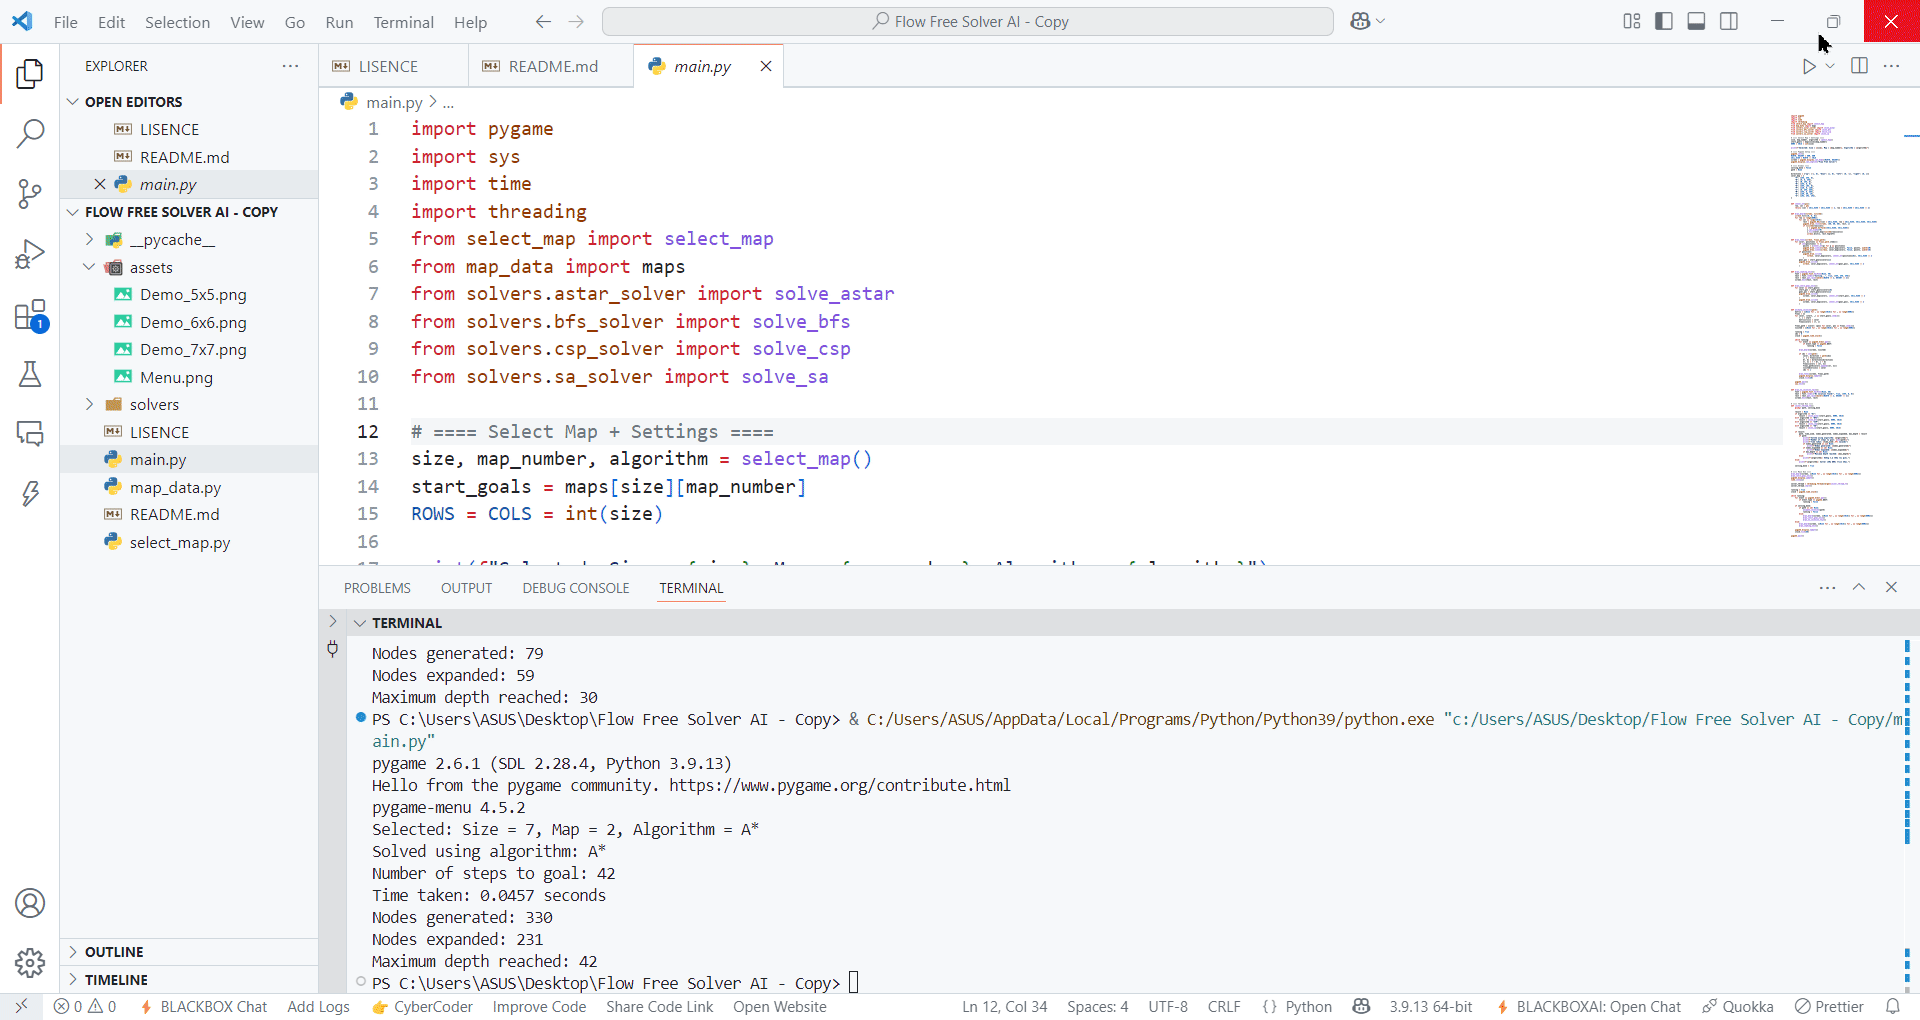 File Edit Selection View Go Run Terminal Help
Flow Free Solver AI - Copy
EXPLORER
OPEN EDITORS
LISENCE
README.md
main.py
FLOW FREE SOLVER AI - COPY
__pycache__
assets
Demo_5x5.png
Demo_6x6.png
Demo_7x7.png
Menu.png
solvers
LISENCE
main.py
map_data.py
README.md
select_map.py
OUTLINE
TIMELINE
1
LISENCE README.md main.py
main.py > ...
1 import pygame
2 import sys
3 import time
4 import threading
5 from select_map import select_map
6 from map_data import maps
7 from solvers.astar_solver import solve_astar
8 from solvers.bfs_solver import solve_bfs
9 from solvers.csp_solver import solve_csp
10 from solvers.sa_solver import solve_sa
11
12 # ==== Select Map + Settings ====
13 size, map_number, algorithm = select_map()
14 start_goals = maps[size][map_number]
15 ROWS = COLS = int(size)
16
PROBLEMS OUTPUT DEBUG CONSOLE TERMINAL
TERMINAL
Nodes generated: 79
Nodes expanded: 59
Maximum depth reached: 30
PS C:\Users\ASUS\Desktop\Flow Free Solver AI - Copy> & C:/Users/ASUS/AppData/Local/Programs/Python/Python39/python.exe "c:/Users/ASUS/Desktop/Flow Free Solver AI - Copy/m
ain.py"
pygame 2.6.1 (SDL 2.28.4, Python 3.9.13)
Hello from the pygame community. https://www.pygame.org/contribute.html
pygame-menu 4.5.2
Selected: Size = 7, Map = 2, Algorithm = A*
Solved using algorithm: A*
Number of steps to goal: 42
Time taken: 0.0457 seconds
Nodes generated: 330
Nodes expanded: 231
Maximum depth reached: 42
PS C:\Users\ASUS\Desktop\Flow Free Solver AI - Copy>
0 0 BLACKBOX Chat Add Logs CyberCoder Improve Code Share Code Link Open Website Ln 12, Col 34 Spaces: 4 UTF-8 CRLF {} Python 3.9.13 64-bit BLACKBOXAI: Open Chat Quokka Prettier